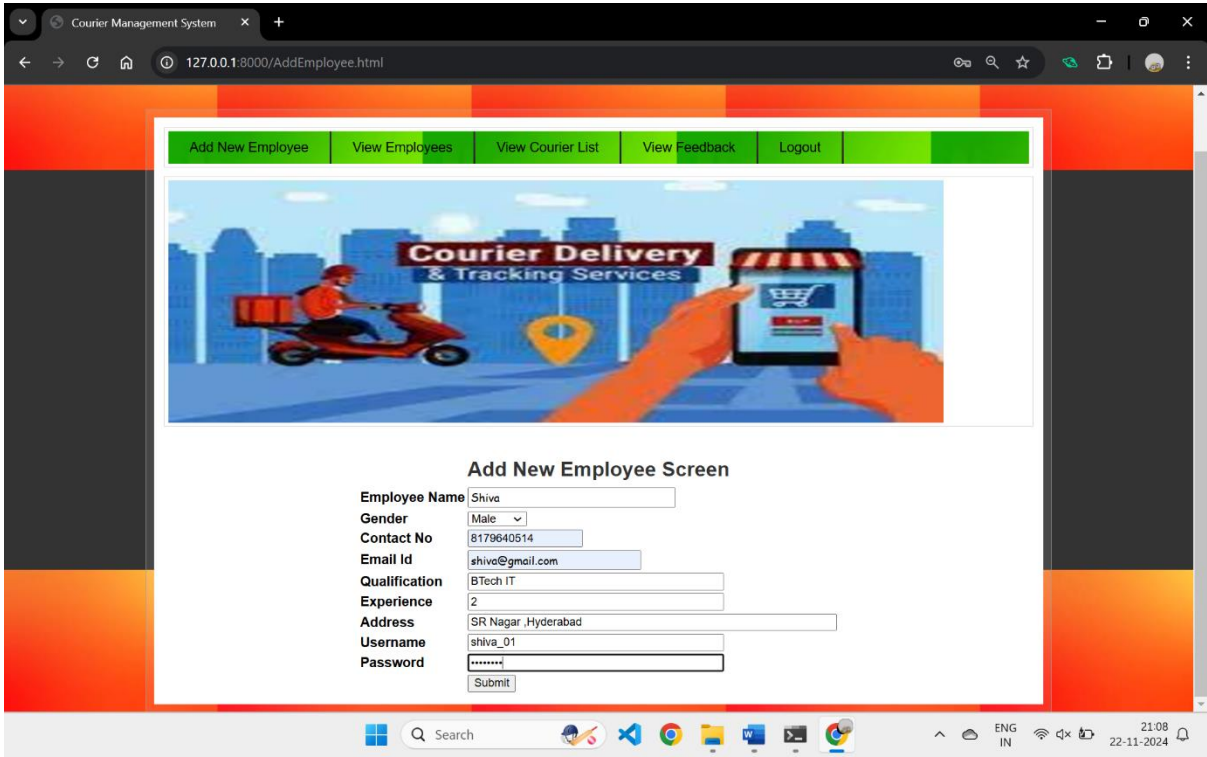 Courier Management System
127.0.0.1:8000/AddEmployee.html
Add New Employee View Employees View Courier List View Feedback Logout
Courier Delivery
& Tracking Services
Add New Employee Screen
Employee Name Shiva
Gender Male
Contact No 8179640514
Email Id shiva@gmail.com
Qualification BTech IT
Experience 2
Address SR Nagar ,Hyderabad
Username shiva_01
Password ••••••••
Submit
Search ENG 21:08
IN 22-11-2024